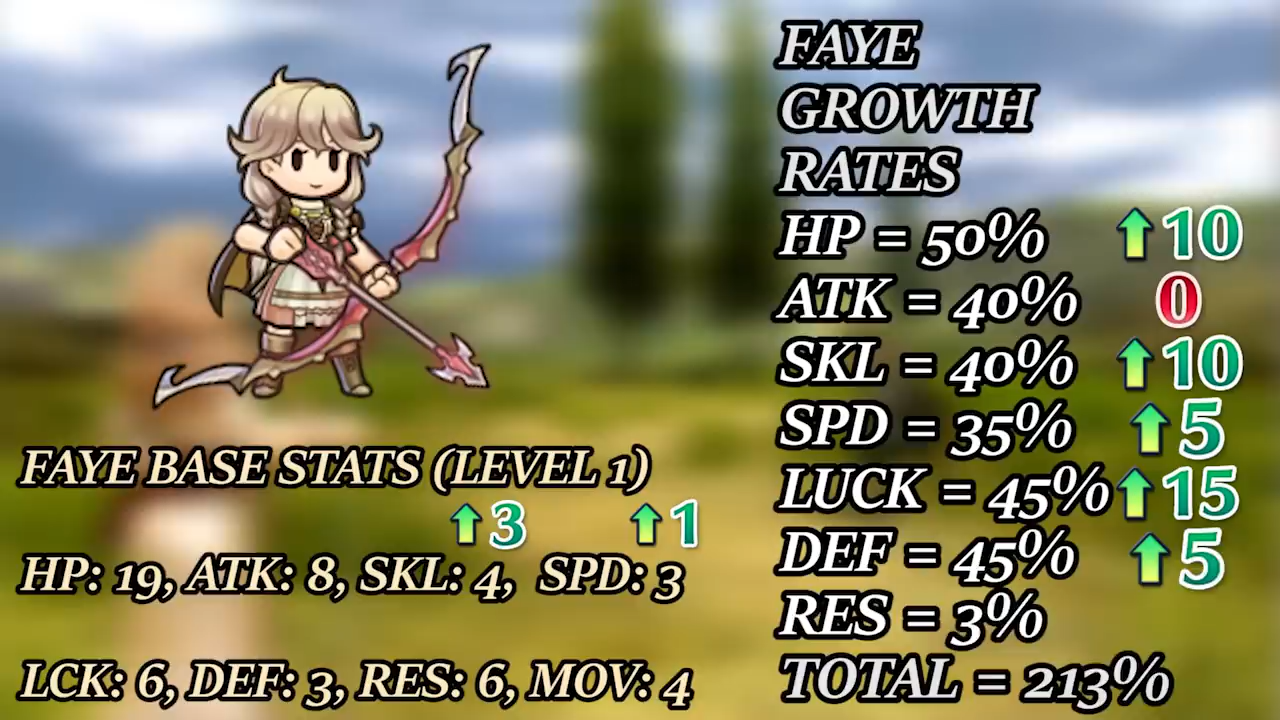 FAYE
GROWTH
RATES
HP = 50% 10
ATK = 40% 0
SKL = 40% 10
SPD = 35% 5
LUCK = 45% 15
DEF = 45% 5
RES = 3%
TOTAL = 213%
FAYE BASE STATS (LEVEL 1)
3 1
HP: 19, ATK: 8, SKL: 4, SPD: 3
LCK: 6, DEF: 3, RES: 6, MOV: 4